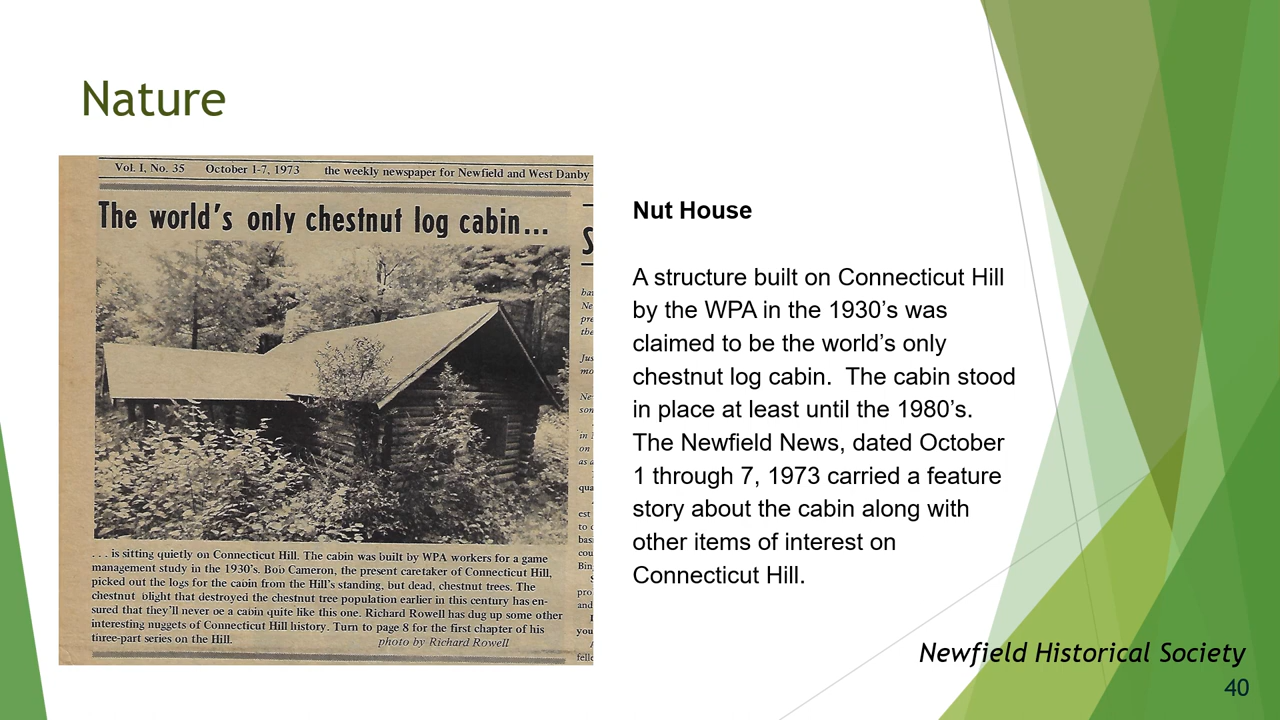 Nature
Vol. I, No. 35 October 1-7, 1973 the weekly newspaper for Newfield and West Danby
The world's only chestnut log cabin...
. . . is sitting quietly on Connecticut Hill. The cabin was built by WPA workers for a game
management study in the 1930's. Bob Cameron, the present caretaker of Connecticut Hill,
picked out the logs for the cabin from the Hill's standing, but dead, chestnut trees. The
chestnut blight that destroyed the chestnut tree population earlier in this century has en-
sured that they'll never be a cabin quite like this one. Richard Rowell has dug up some other
interesting nuggets of Connecticut Hill history. Turn to page 8 for the first chapter of his
three-part series on the Hill.
photo by Richard Rowell
Nut House
A structure built on Connecticut Hill
by the WPA in the 1930’s was
claimed to be the world’s only
chestnut log cabin.  The cabin stood
in place at least until the 1980’s.
The Newfield News, dated October
1 through 7, 1973 carried a feature
story about the cabin along with
other items of interest on
Connecticut Hill.
Newfield Historical Society
40